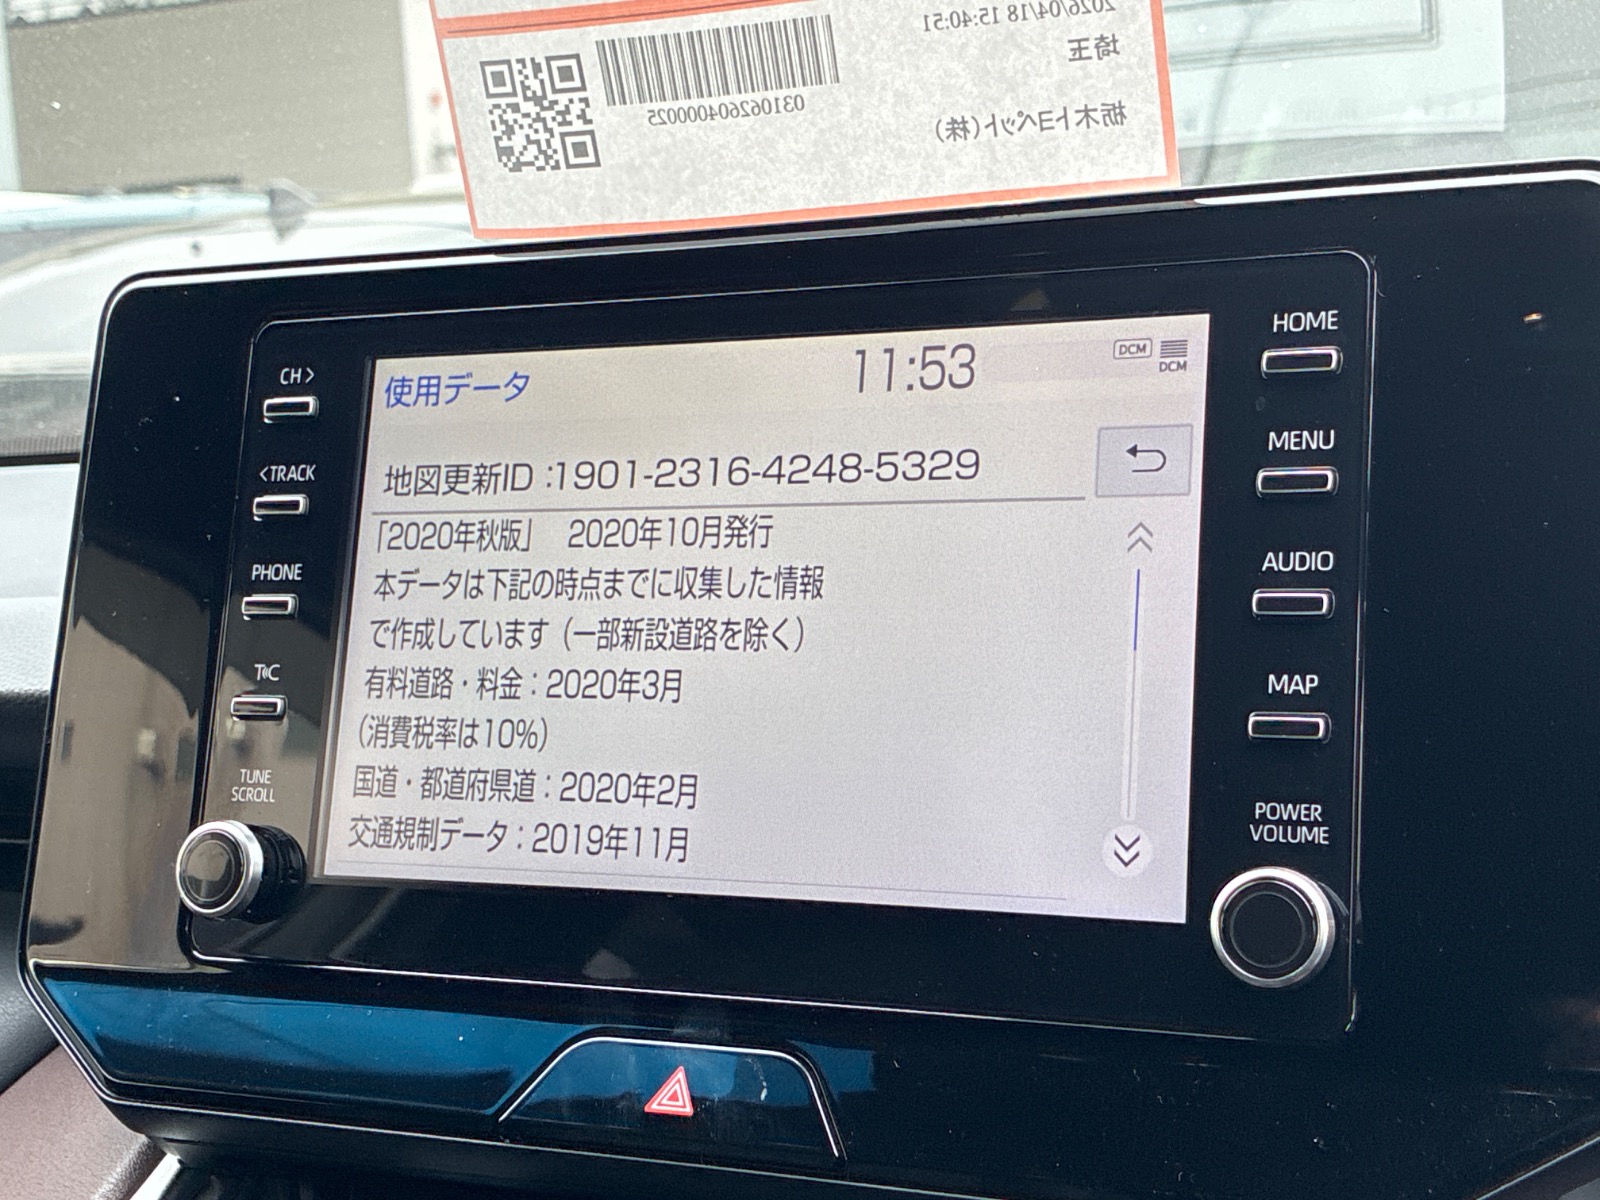 2026/04/18 15:40:51
埼玉
0310626040000025
栃木トヨペット(株)
HOME
CH>
使用データ
11:53
DCM
DCM
MENU
地図更新ID :1901-2316-4248-5329
<TRACK
「2020年秋版」 2020年10月発行
AUDIO
PHONE
本データは下記の時点までに収集した情報
で作成しています（一部新設道路を除く）
T C
有料道路・料金：2020年3月
MAP
（消費税率は10%）
TUNE
SCROLL
国道・都道府県道：2020年2月
POWER
VOLUME
交通規制データ：2019年11月